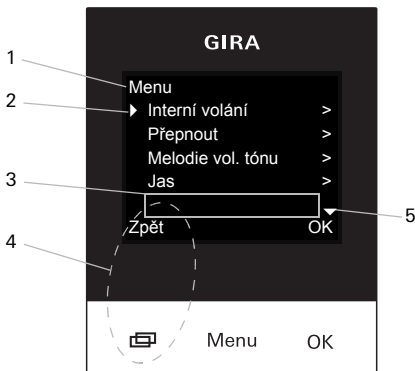 GIRA
1
Menu
2
Interní volání >
Přepnout >
Melodie vol. tónu >
Jas >
3
5
Zpět OK
4
Menu OK